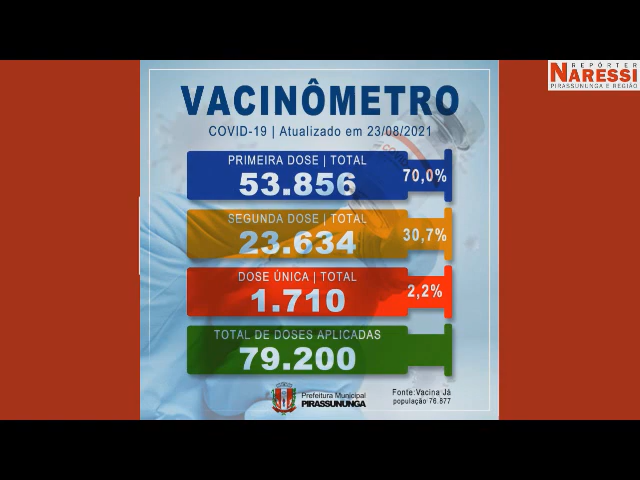 REPÓRTER
NARESSI
PIRASSUNUNGA E REGIÃO
VACINÔMETRO
COVID-19 | Atualizado em 23/08/2021
PRIMEIRA DOSE | TOTAL
53.856
70,0%
SEGUNDA DOSE | TOTAL
23.634
30,7%
DOSE ÚNICA | TOTAL
1.710
2,2%
TOTAL DE DOSES APLICADAS
79.200
Prefeitura Municipal
PIRASSUNUNGA
Fonte:Vacina Já
população 76.877